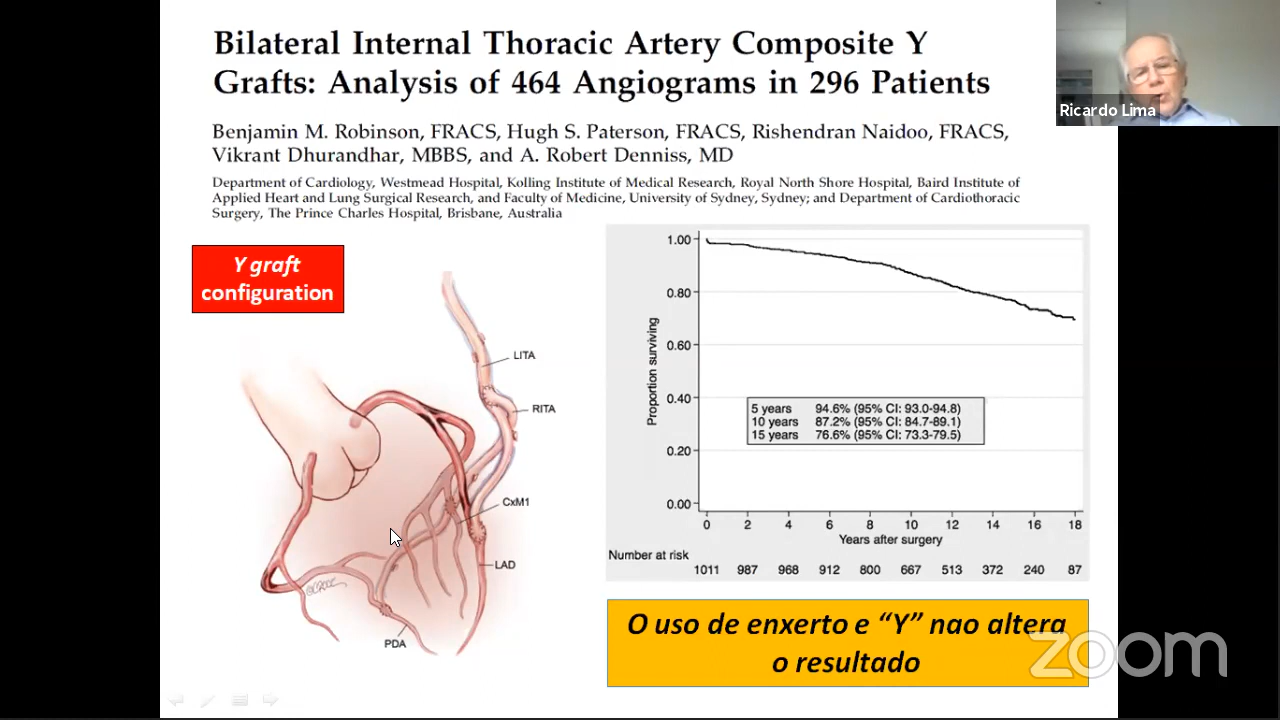 Bilateral Internal Thoracic Artery Composite Y
Grafts: Analysis of 464 Angiograms in 296 Patients
Benjamin M. Robinson, FRACS, Hugh S. Paterson, FRACS, Rishendran Naidoo, FRACS,
Vikrant Dhurandhar, MBBS, and A. Robert Denniss, MD
Department of Cardiology, Westmead Hospital, Kolling Institute of Medical Research, Royal North Shore Hospital, Baird Institute of
Applied Heart and Lung Surgical Research, and Faculty of Medicine, University of Sydney, Sydney; and Department of Cardiothoracic
Surgery, The Prince Charles Hospital, Brisbane, Australia
Ricardo Lima
Y graft
configuration
LITA
RITA
CxM1
LAD
PDA
Proportion surviving
1.00
0.80
0.60
0.40
0.20
0.00
5 years 94.6% (95% CI: 93.0-94.8)
10 years 87.2% (95% CI: 84.7-89.1)
15 years 76.6% (95% CI: 73.3-79.5)
0 2 4 6 8 10 12 14 16 18
Years after surgery
Number at risk
1011 987 968 912 800 667 513 372 240 87
O uso de enxerto e “Y” nao altera
o resultado
zoom